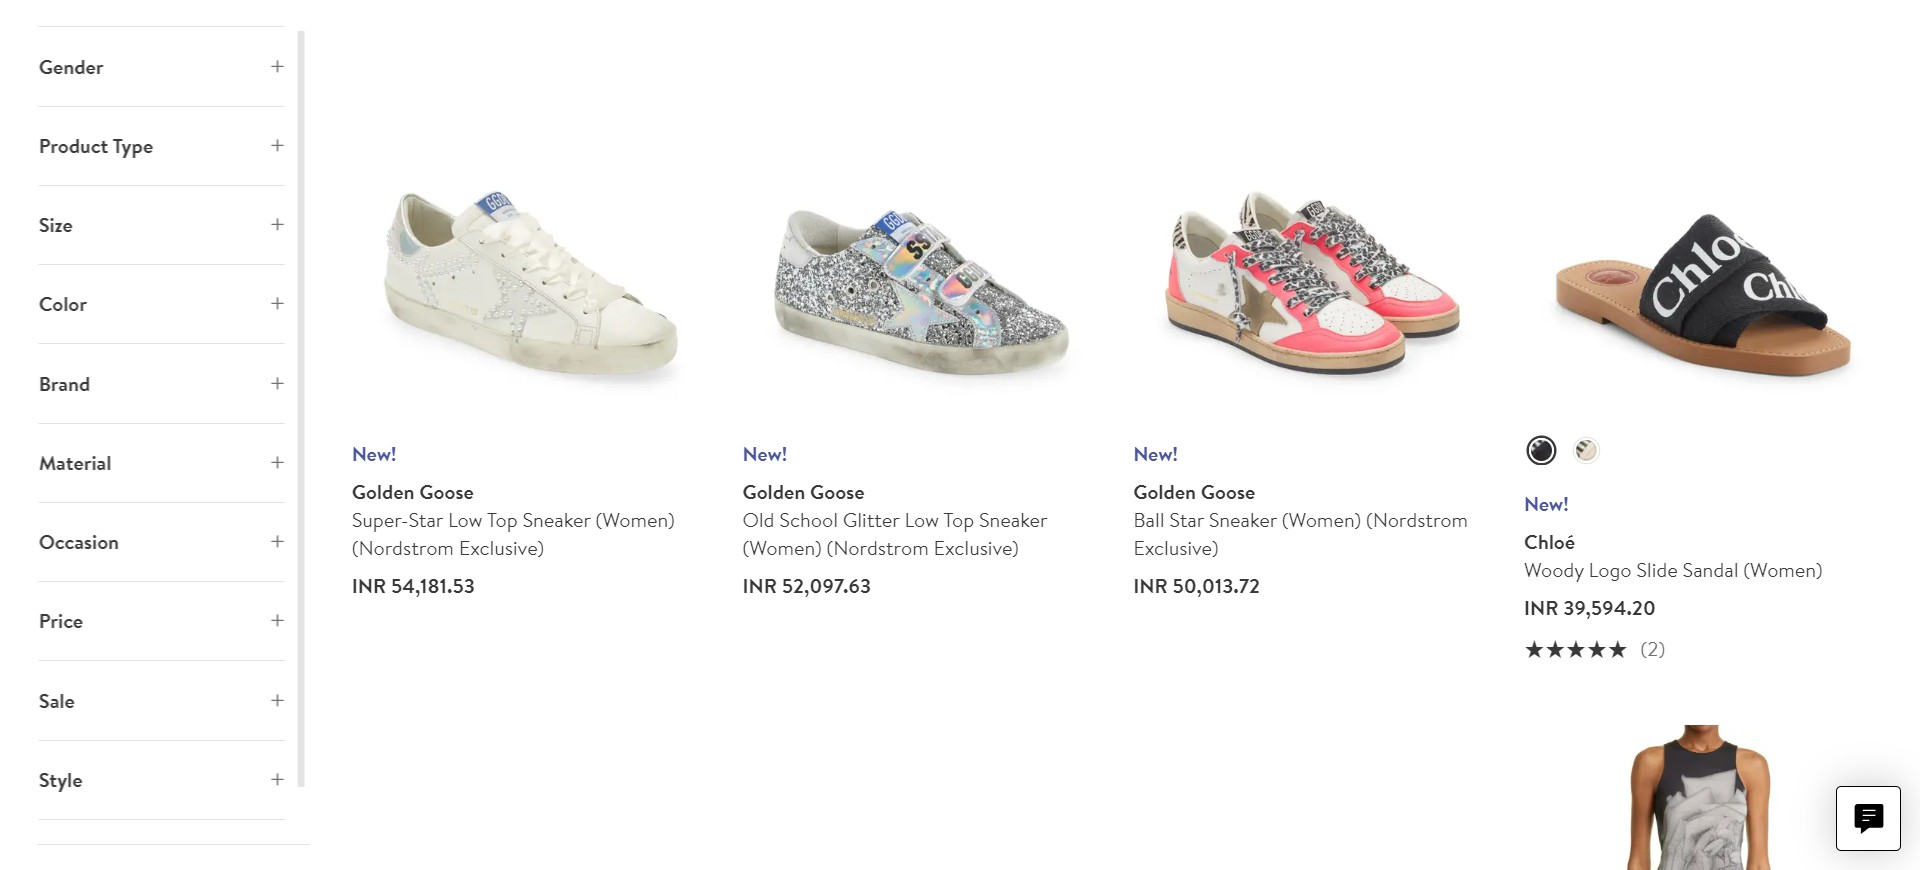 Gender
Product Type
Size
Color
Brand
Material
Occasion
Price
Sale
Style
New!
Golden Goose
Super-Star Low Top Sneaker (Women)
(Nordstrom Exclusive)
INR 54,181.53
New!
Golden Goose
Old School Glitter Low Top Sneaker
(Women) (Nordstrom Exclusive)
INR 52,097.63
New!
Golden Goose
Ball Star Sneaker (Women) (Nordstrom
Exclusive)
INR 50,013.72
Chloé
New!
Chloé
Woody Logo Slide Sandal (Women)
INR 39,594.20
(2)